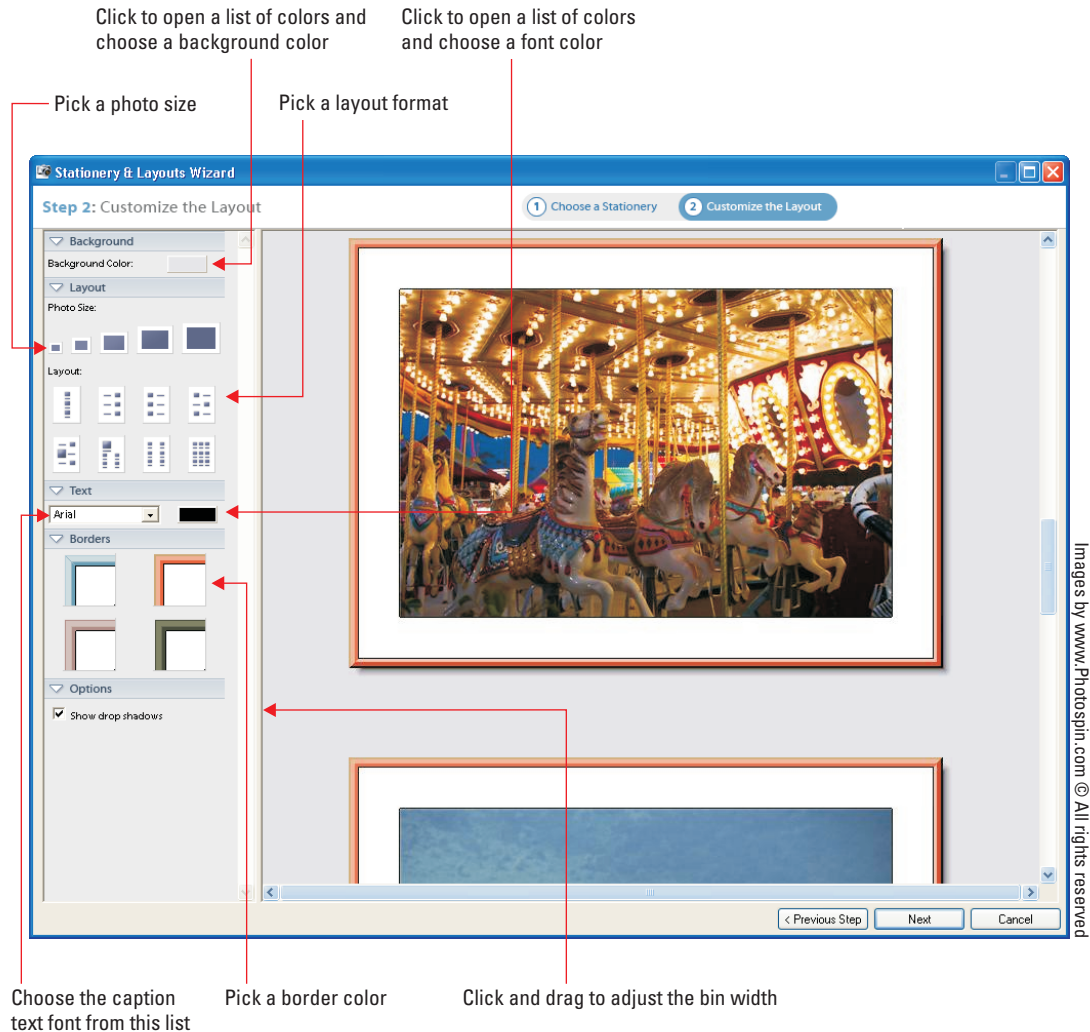 Click to open a list of colors and
choose a background color
Click to open a list of colors
and choose a font color
Pick a photo size
Pick a layout format
Stationery & Layouts Wizard
Step 2: Customize the Layout
1 Choose a Stationery
2 Customize the Layout
Background
Background Color:
Layout
Photo Size:
Layout:
Text
Arial
Borders
Options
Show drop shadows
< Previous Step
Next
Cancel
Images by www.Photospin.com © All rights reserved
Choose the caption
text font from this list
Pick a border color
Click and drag to adjust the bin width